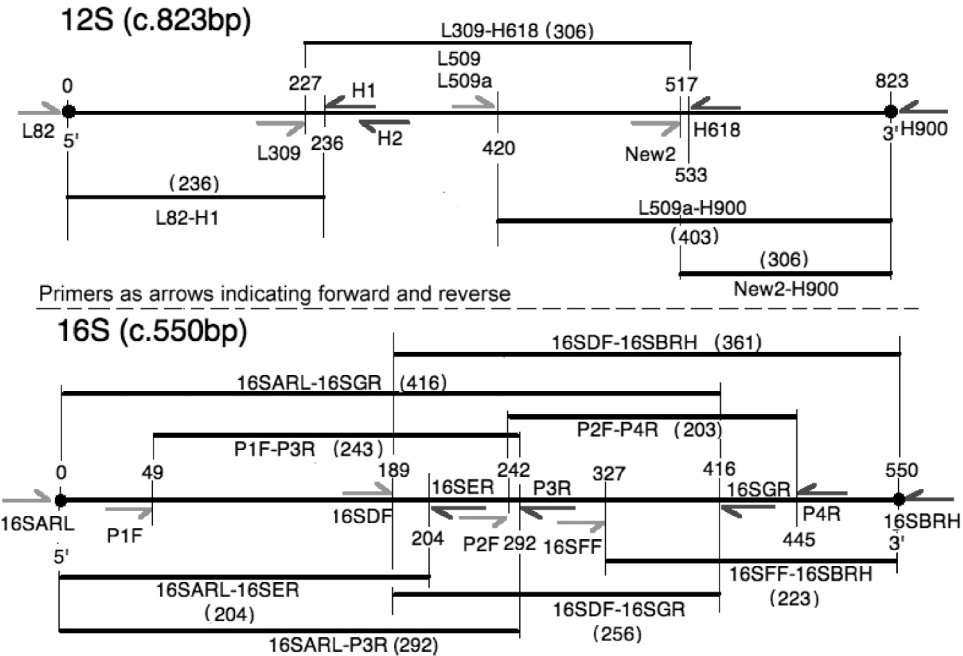 12S (c.823bp)
L309-H618 (306)
L509
L509a
0
227
H1
517
823
L82
5'
L309
236
H2
420
New2
H618
533
3'
H900
(236)
L82-H1
L509a-H900
(403)
(306)
New2-H900
Primers as arrows indicating forward and reverse
16S (c.550bp)
16SDF-16SBRH (361)
16SARL-16SGR (416)
P2F-P4R (203)
P1F-P3R (243)
0
49
189
242
327
416
550
16SER
P3R
16SGR
16SARL
P1F
16SDF
204
P2F
292
16SFF
445
P4R
16SBRH
5'
3'
16SARL-16SER
(204)
16SFF-16SBRH
(223)
16SDF-16SGR
(256)
16SARL-P3R (292)